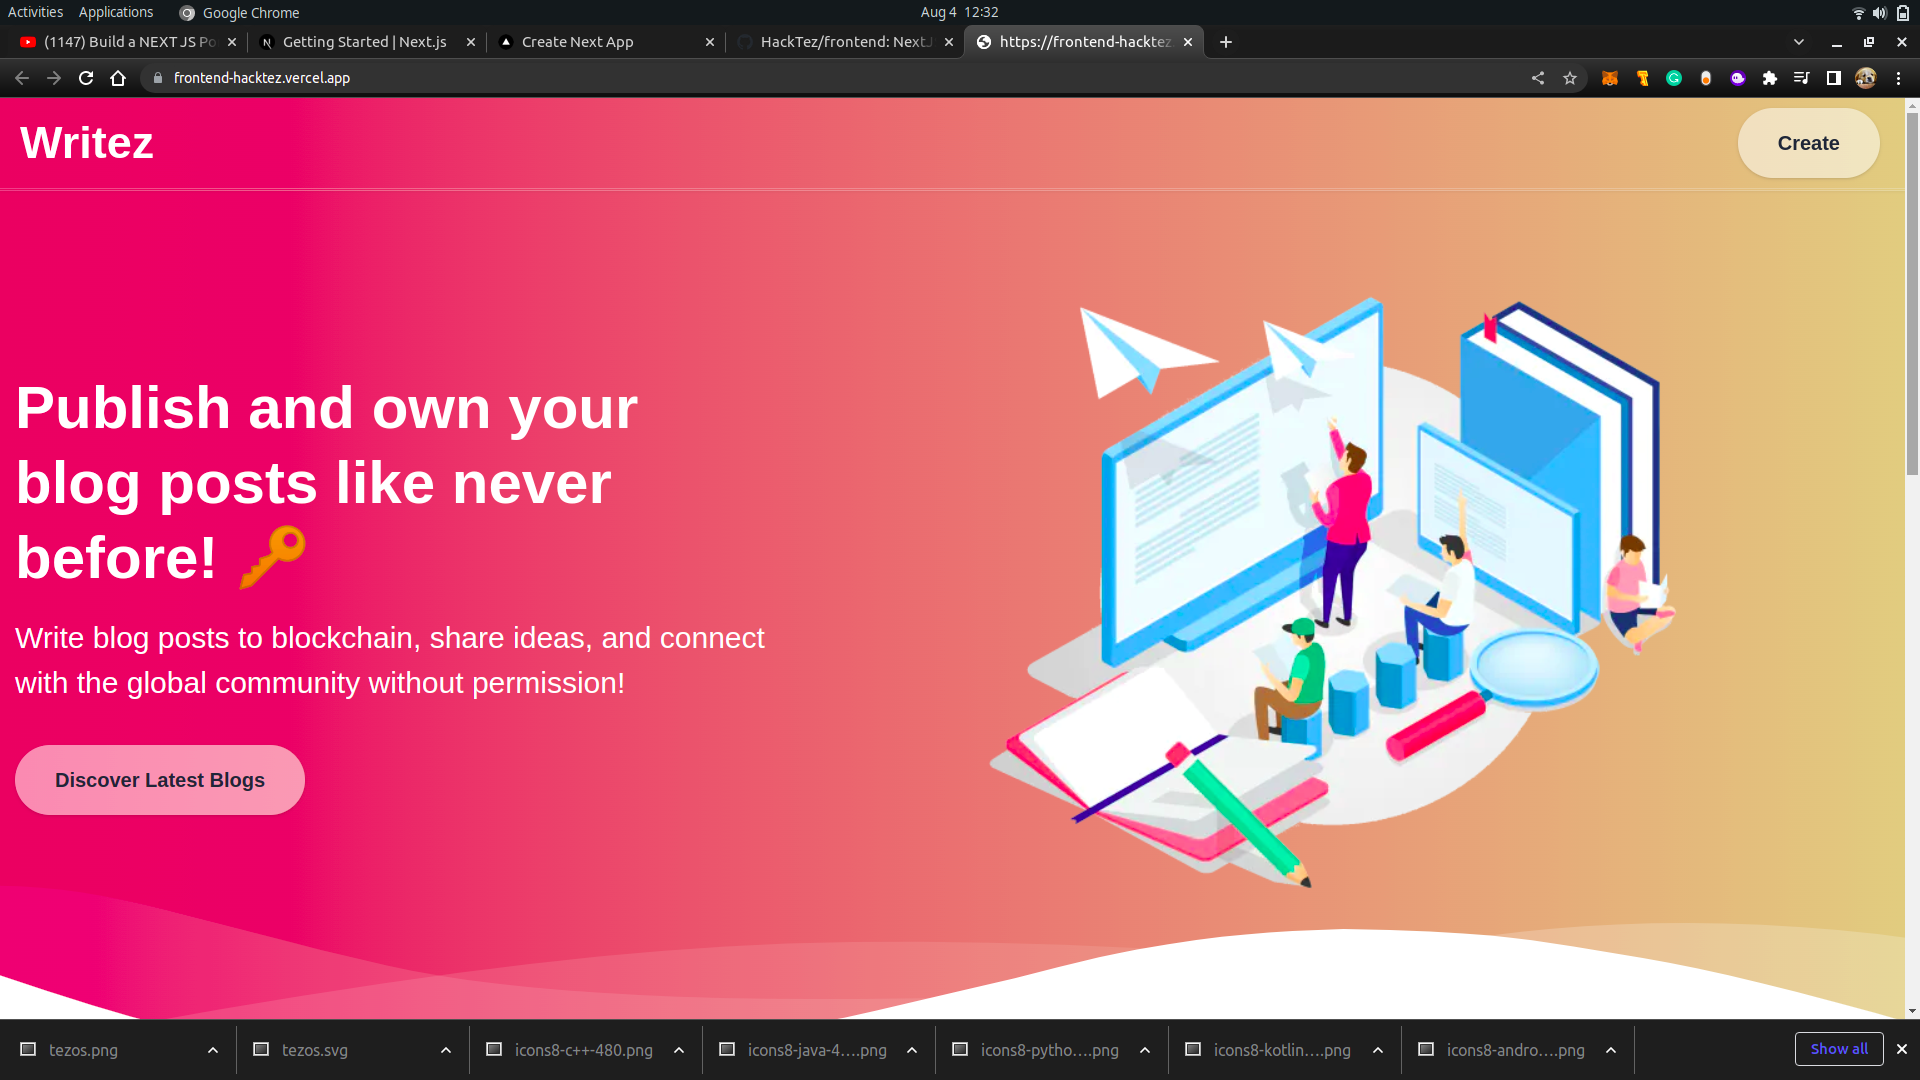 Activities Applications Google Chrome Aug 4 12:32
(1147) Build a NEXT JS Po Getting Started | Next.js Create Next App HackTez/frontend: NextJ https://frontend-hacktez
frontend-hacktez.vercel.app
Writez Create
Publish and own your
blog posts like never
before! 🔑
Write blog posts to blockchain, share ideas, and connect
with the global community without permission!
Discover Latest Blogs
tezos.png tezos.svg icons8-c++-480.png icons8-java-4....png icons8-pytho....png icons8-kotlin....png icons8-andro....png Show all